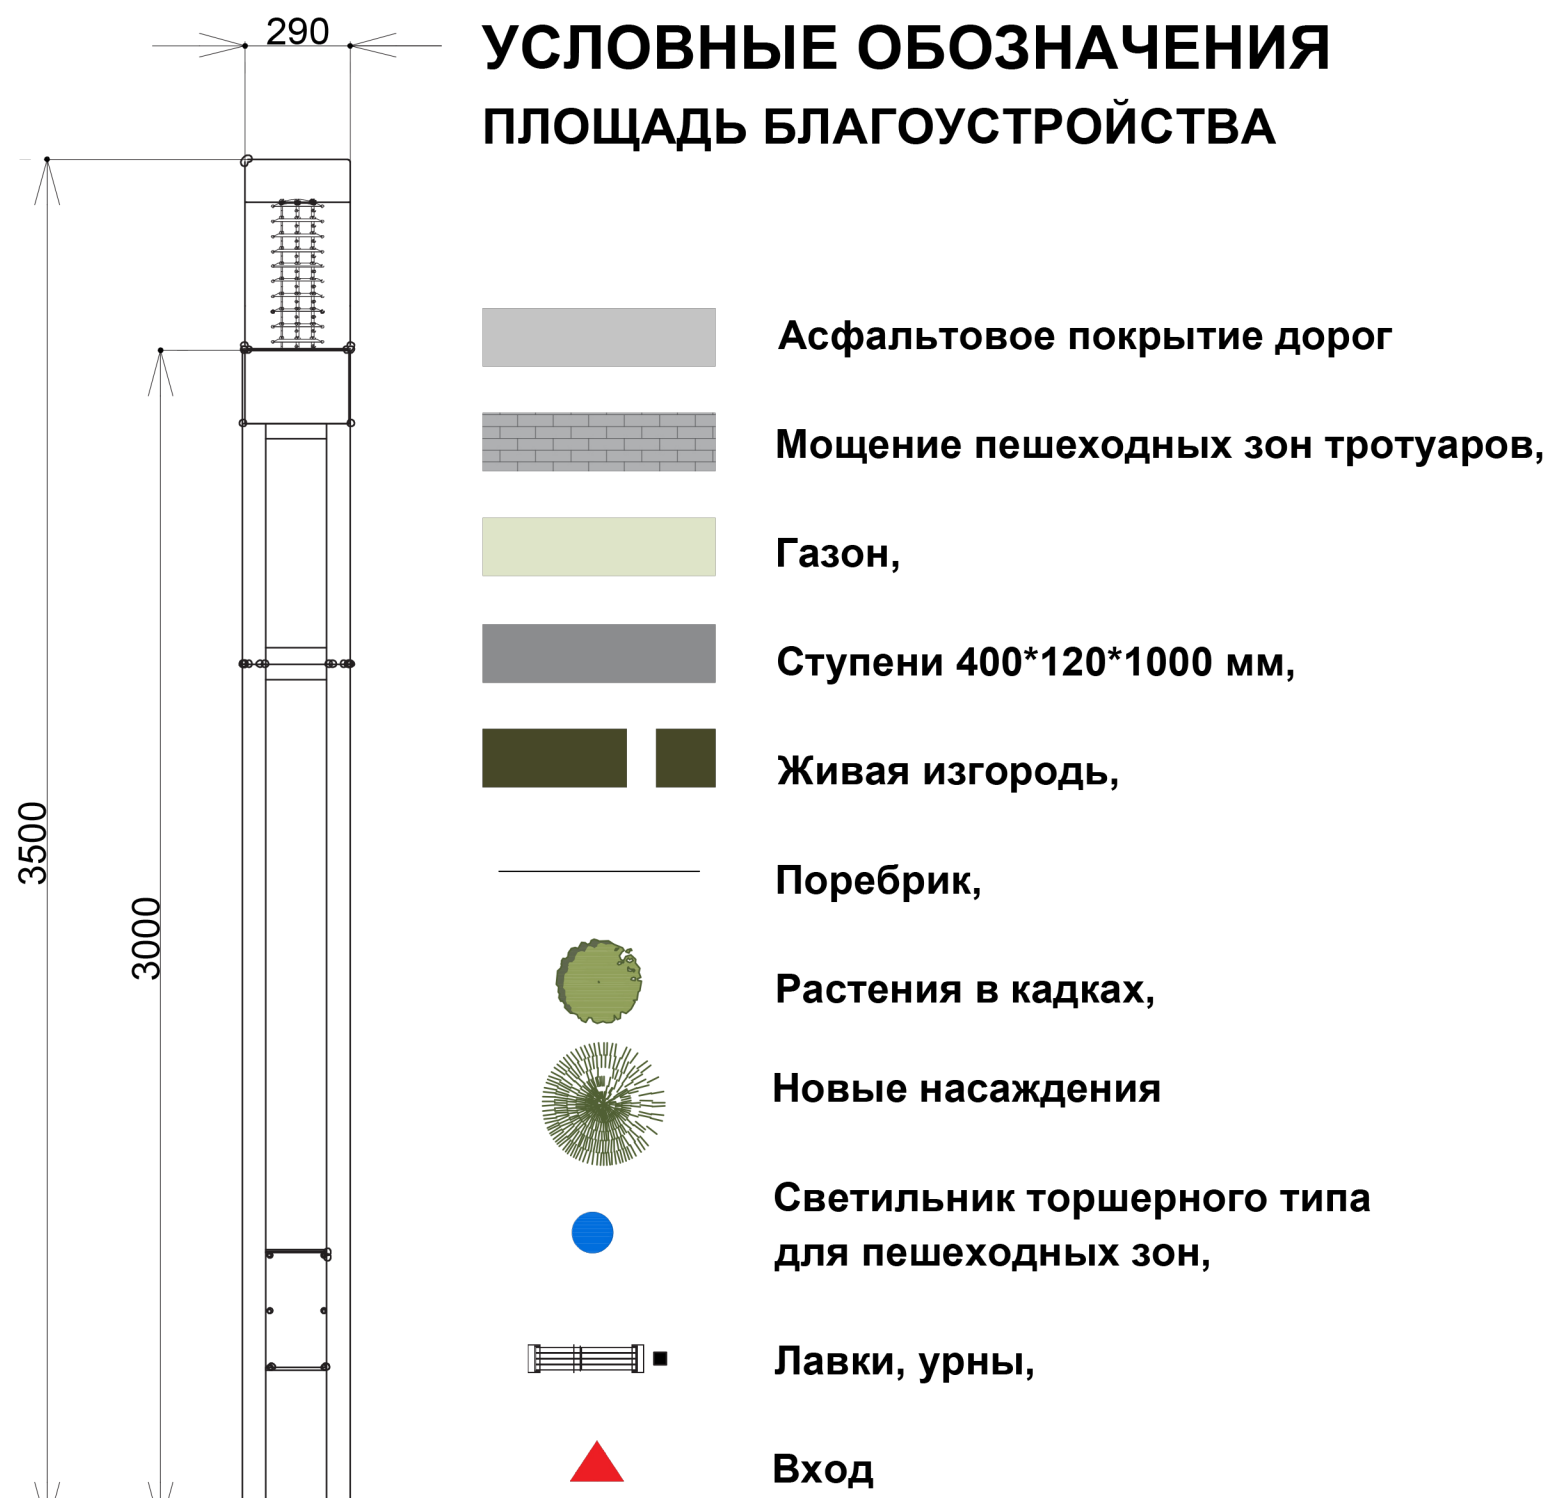 290
УСЛОВНЫЕ ОБОЗНАЧЕНИЯ
ПЛОЩАДЬ БЛАГОУСТРОЙСТВА
Асфальтовое покрытие дорог
Мощение пешеходных зон тротуаров,
Газон,
Ступени 400*120*1000 мм,
Живая изгородь,
3500
3000
Поребрик,
Растения в кадках,
Новые насаждения
Светильник торшерного типа
для пешеходных зон,
Лавки, урны,
Вход